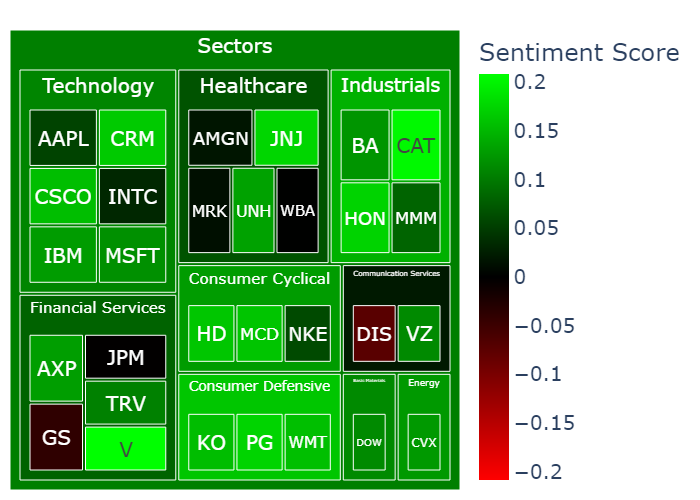 Sectors
Technology
AAPL
CRM
CSCO
INTC
IBM
MSFT
Financial Services
AXP
JPM
TRV
GS
V
Healthcare
AMGN
JNJ
MRK
UNH
WBA
Industrials
BA
CAT
HON
MMM
Consumer Cyclical
HD
MCD
NKE
Communication Services
DIS
VZ
Consumer Defensive
KO
PG
WMT
Basic Materials
DOW
Energy
CVX
Sentiment Score
0.2
0.15
0.1
0.05
0
−0.05
−0.1
−0.15
−0.2